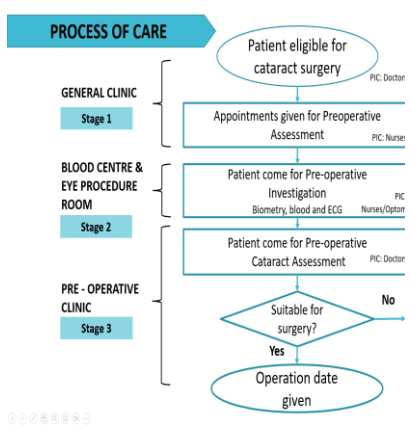 PROCESS OF CARE
Patient eligible for
cataract surgery
PIC: Doctors
GENERAL CLINIC
Stage 1
Appointments given for Preoperative
Assessment
PIC: Nurses
BLOOD CENTRE &
EYE PROCEDURE
ROOM
Stage 2
Patient come for Pre-operative
Investigation
Biometry, blood and ECG
PIC
Nurses/Optom
Patient come for Pre-operative
Cataract Assessment
PIC: Doctors
PRE - OPERATIVE
CLINIC
Stage 3
Suitable for
surgery?
No
Yes
Operation date
given